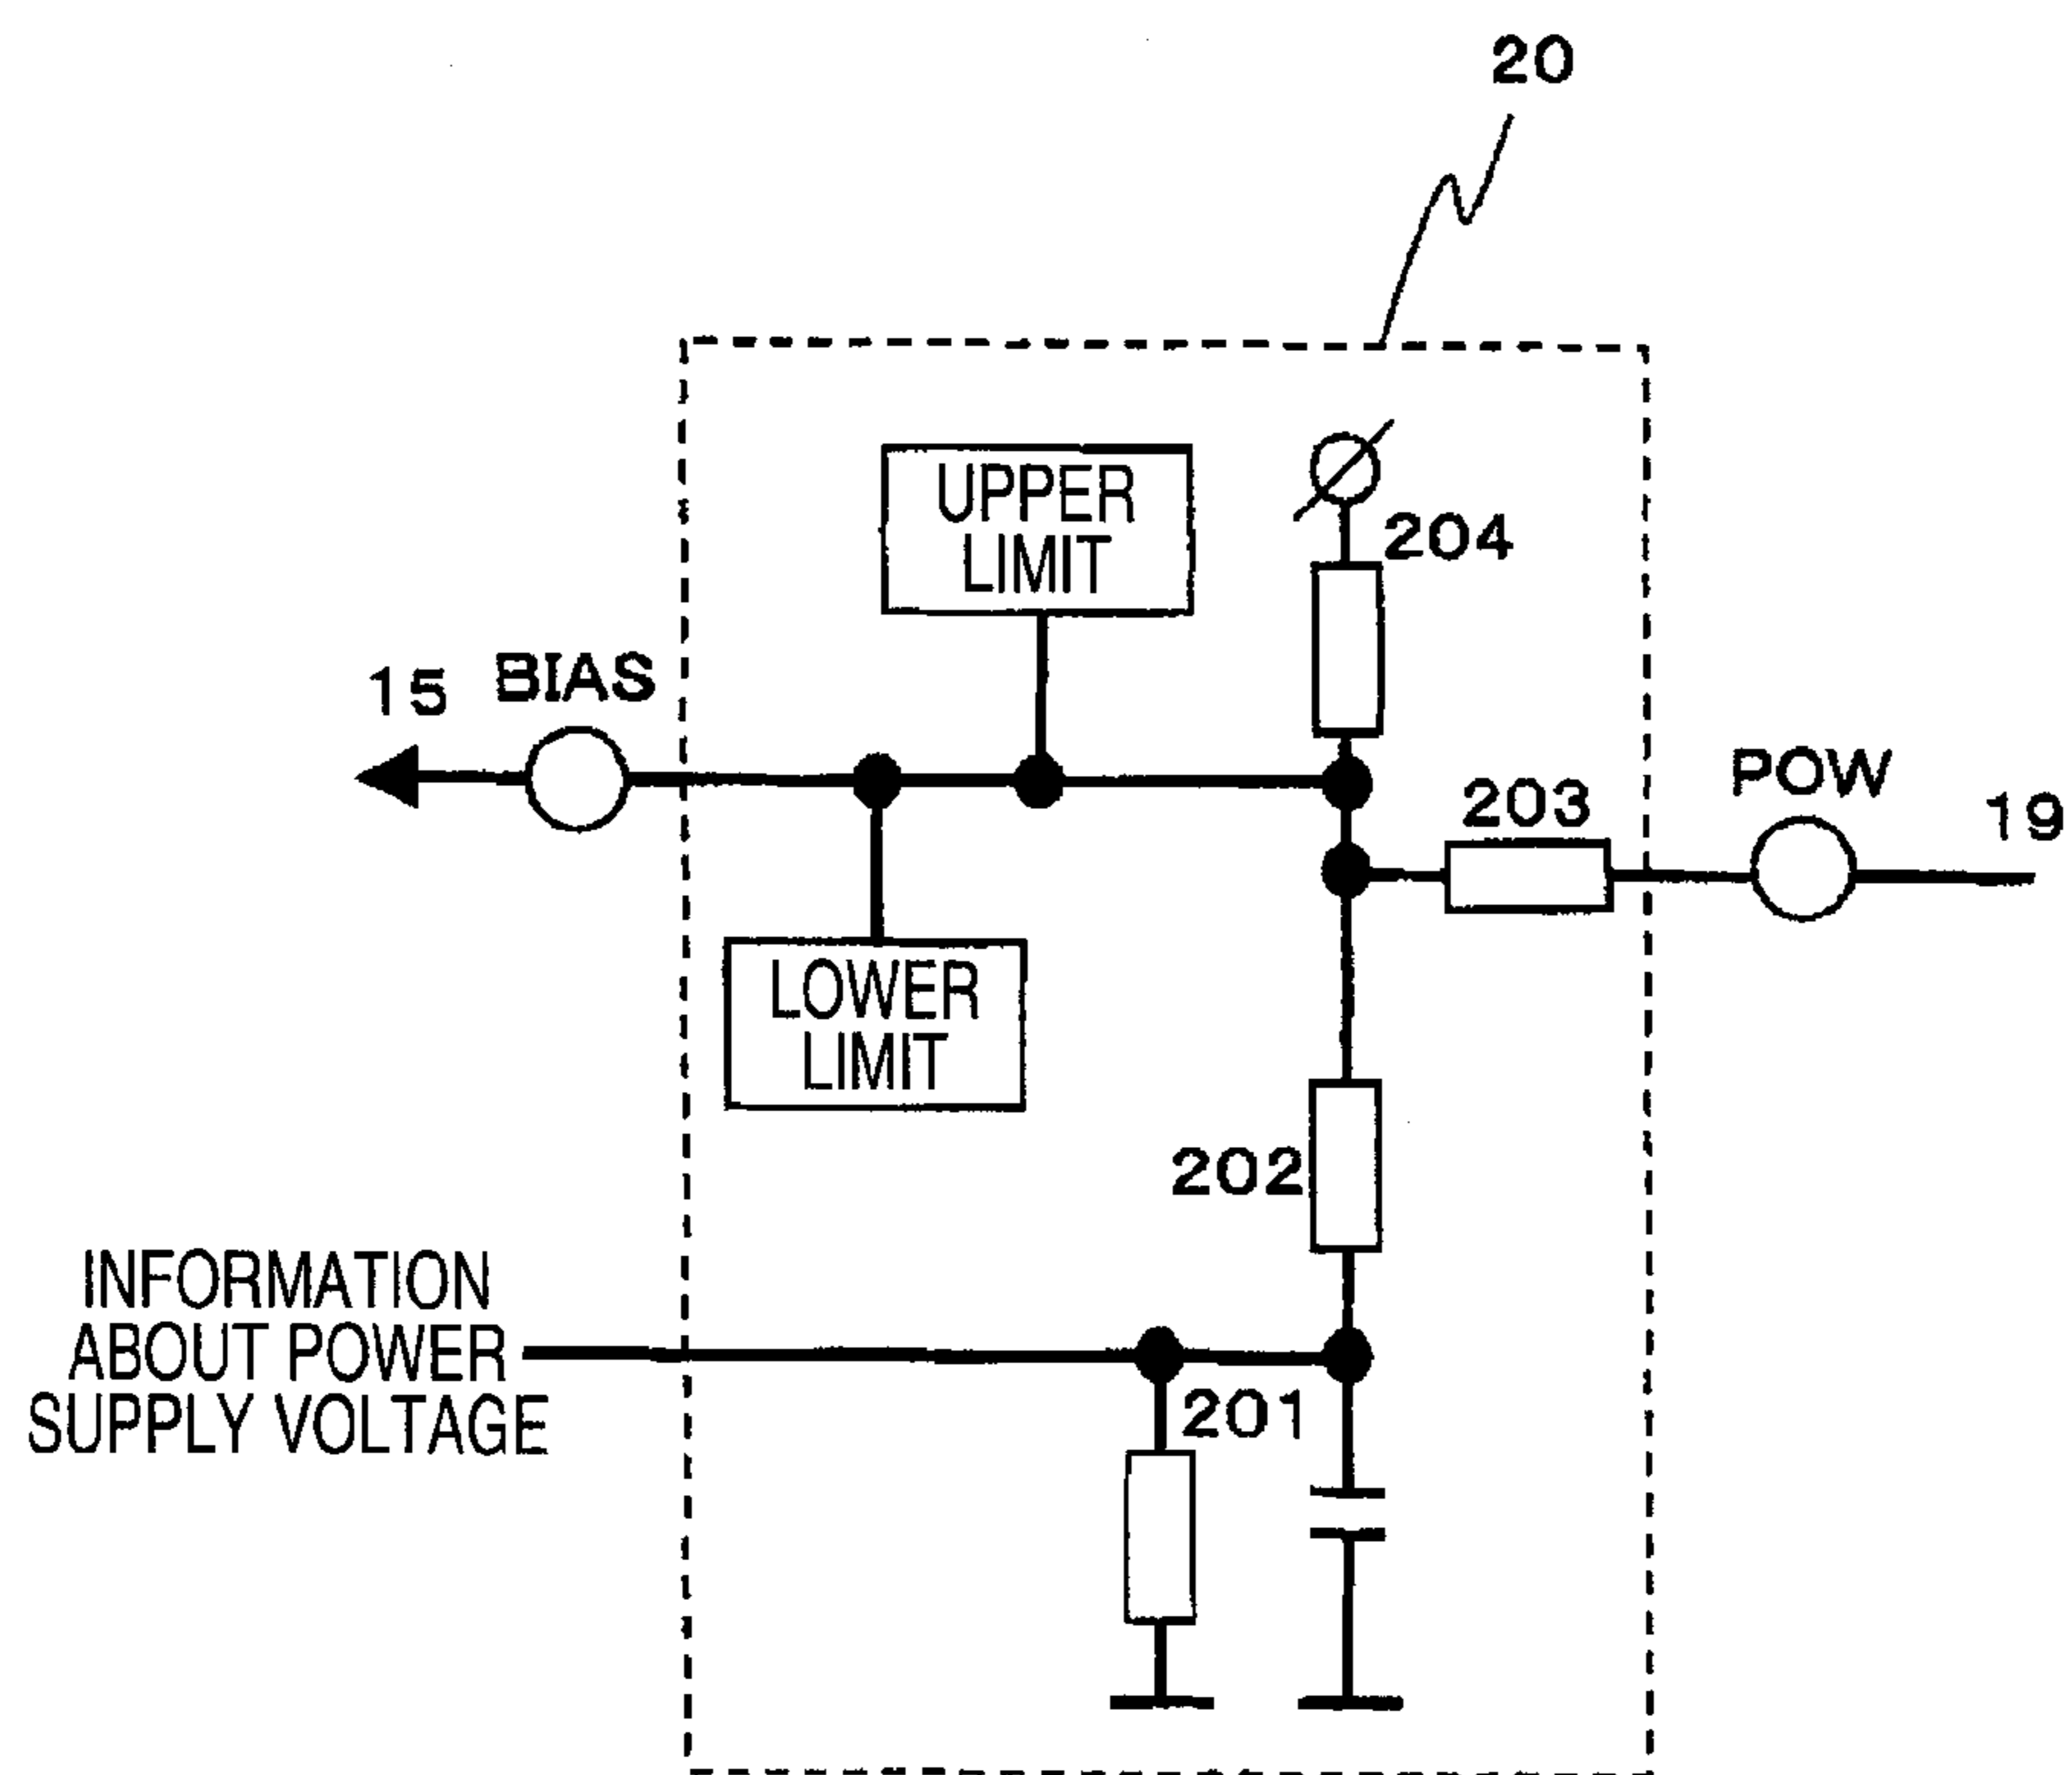 20
UPPER
LIMIT
204
15 BIAS
203
POW
19
LOWER
LIMIT
202
INFORMATION
ABOUT POWER
SUPPLY VOLTAGE
201